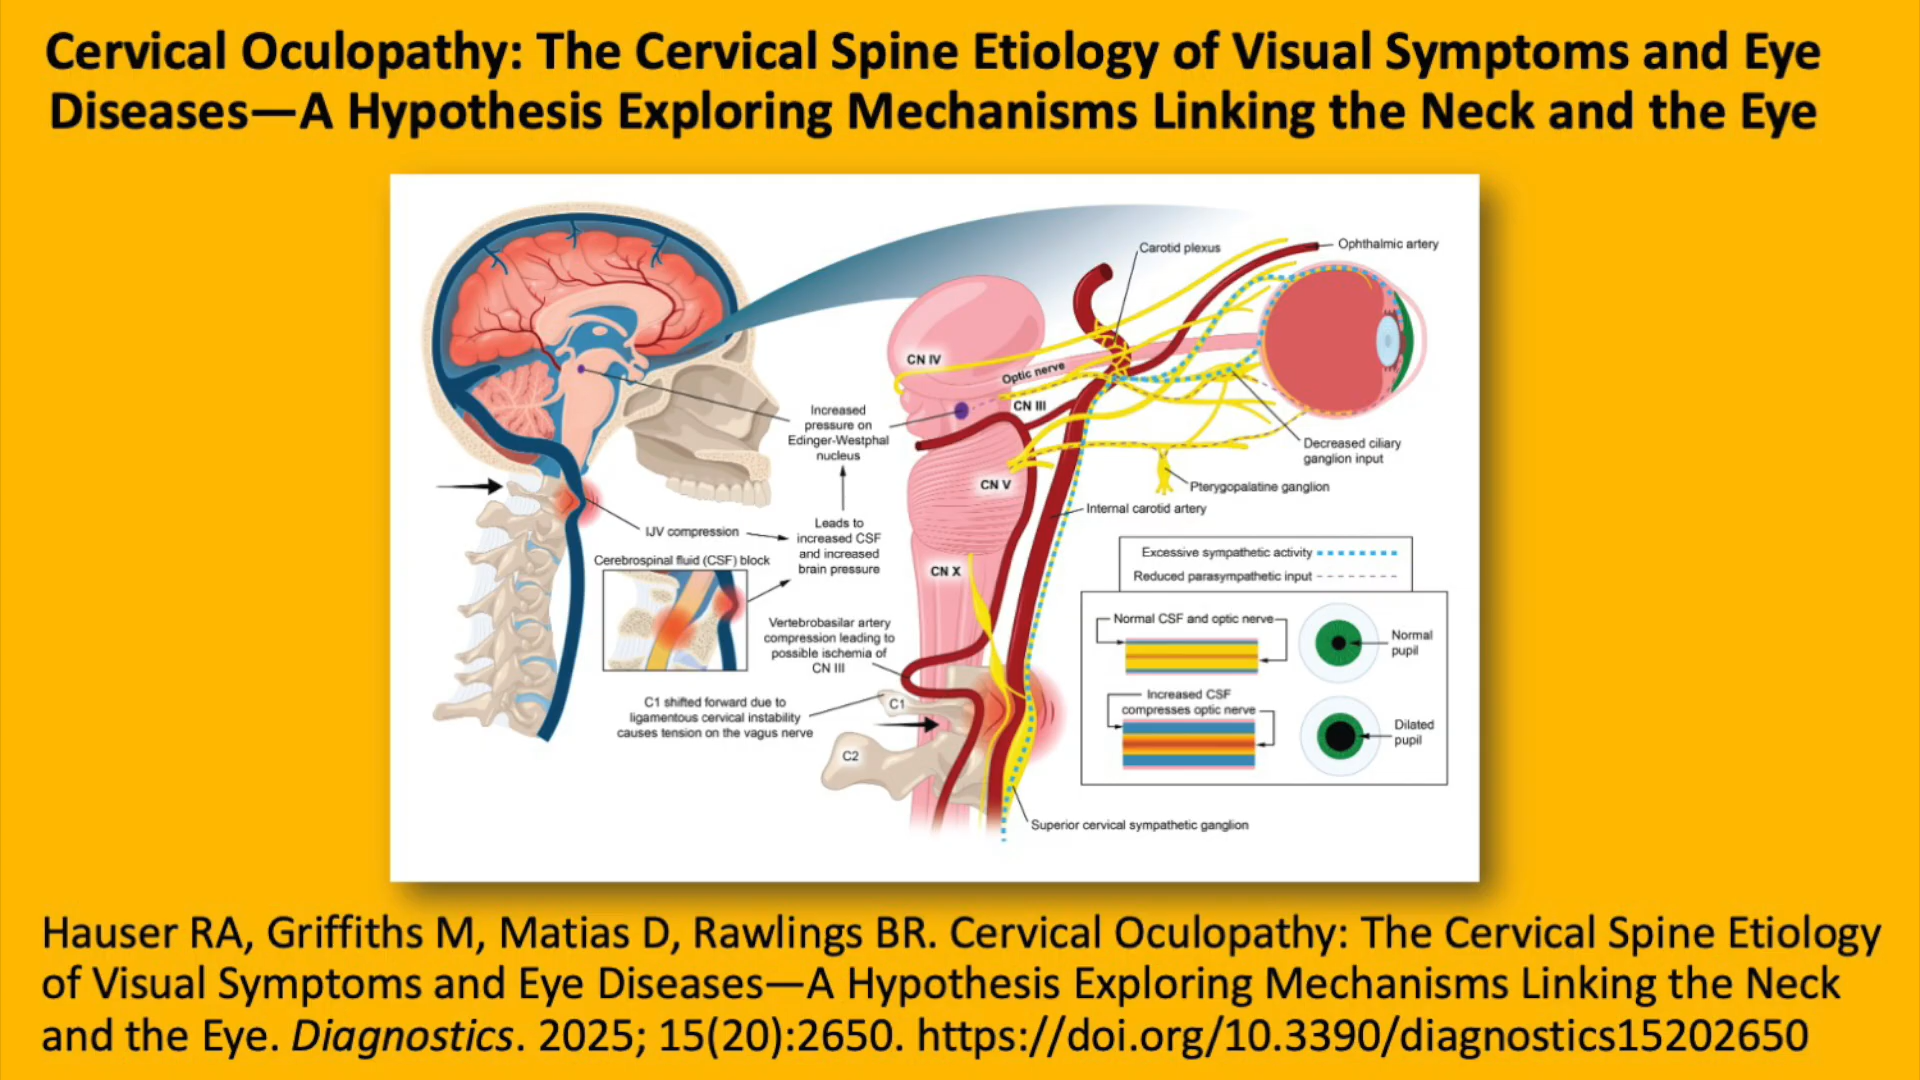 Cervical Oculopathy: The Cervical Spine Etiology of Visual Symptoms and Eye
Diseases—A Hypothesis Exploring Mechanisms Linking the Neck and the Eye
Carotid plexus
Ophthalmic artery
CN IV
Optic nerve
CN III
Increased
pressure on
Edinger-Westphal
nucleus
Decreased ciliary
ganglion input
CN V
Pterygopalatine ganglion
Internal carotid artery
IJV compression
Leads to
increased CSF
and increased
brain pressure
Cerebrospinal fluid (CSF) block
CN X
Excessive sympathetic activity
Reduced parasympathetic input
Vertebrobasilar artery
compression leading to
possible ischemia of
CN III
Normal CSF and optic nerve
Normal
pupil
C1 shifted forward due to
ligamentous cervical instability
causes tension on the vagus nerve
C1
C2
Increased CSF
compresses optic nerve
Dilated
pupil
Superior cervical sympathetic ganglion
Hauser RA, Griffiths M, Matias D, Rawlings BR. Cervical Oculopathy: The Cervical Spine Etiology
of Visual Symptoms and Eye Diseases—A Hypothesis Exploring Mechanisms Linking the Neck
and the Eye. Diagnostics. 2025; 15(20):2650. https://doi.org/10.3390/diagnostics15202650